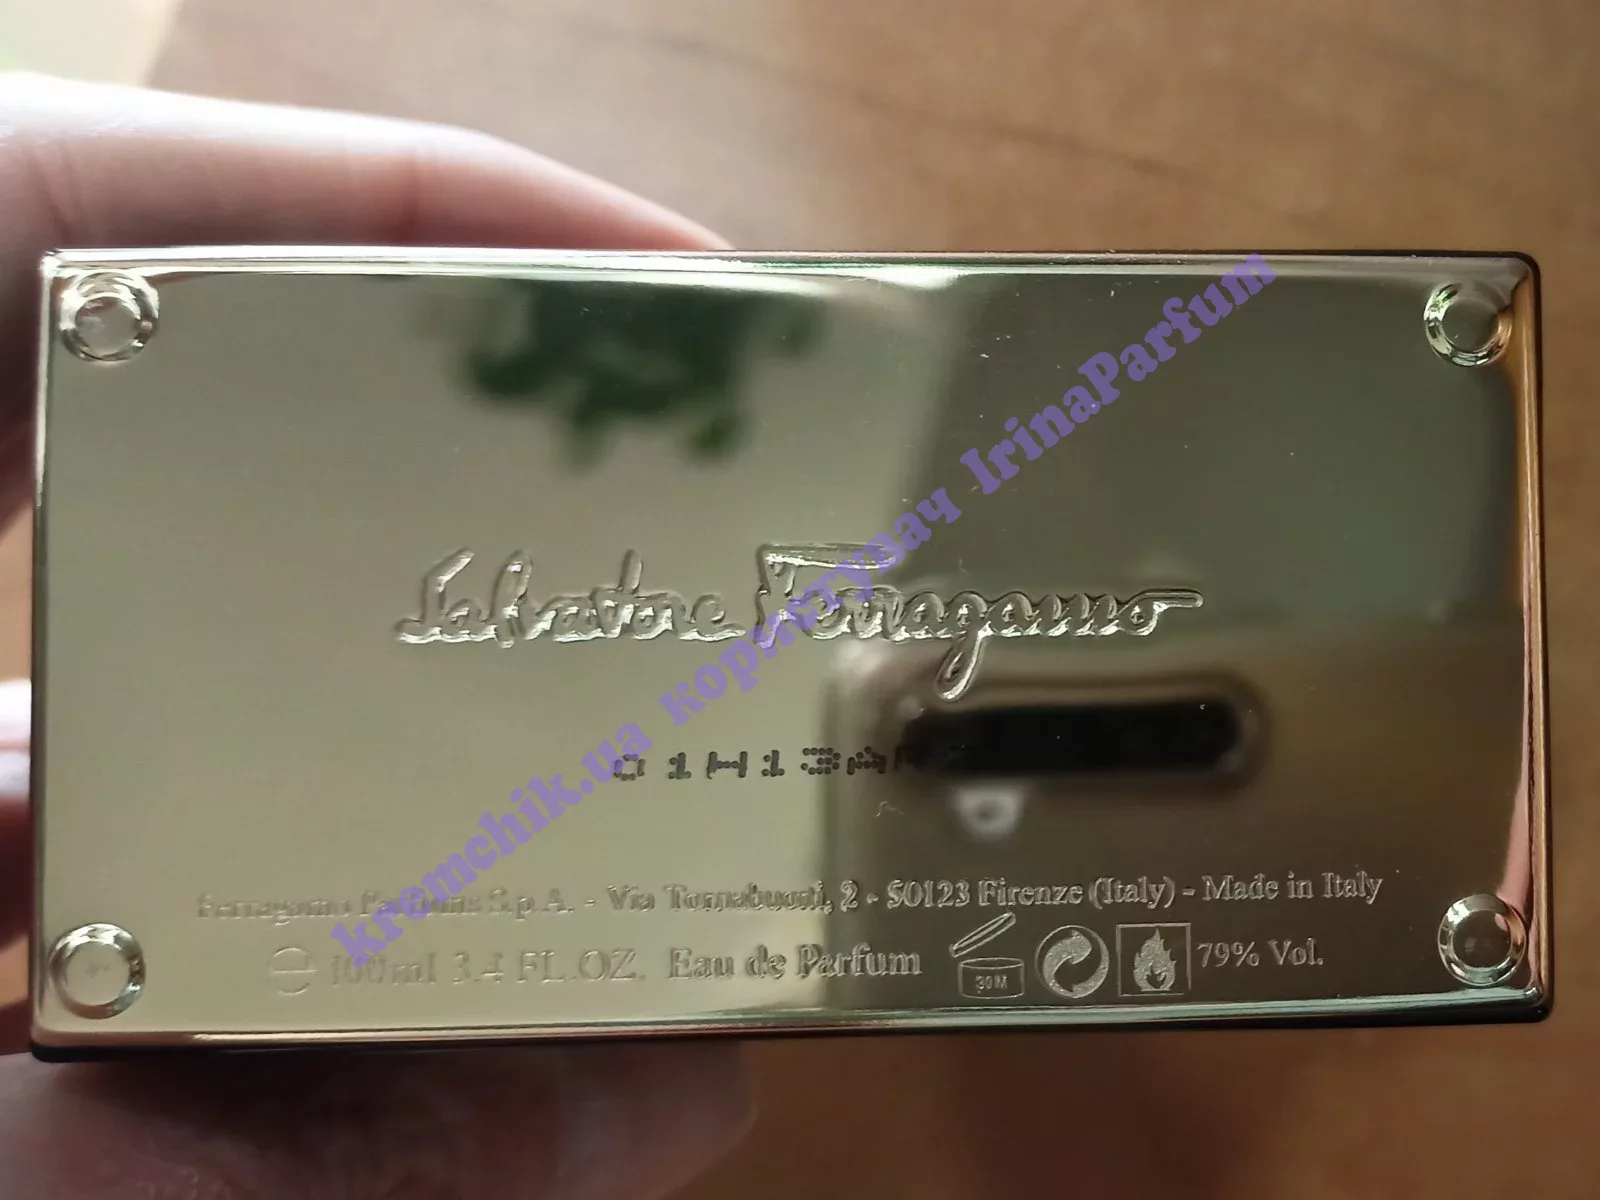 Salvatore Ferragamo
01H13A
Ferragamo Parfums S.p.A. - Via Tornabuoni, 2 - 50123 Firenze (Italy) - Made in Italy
e 100ml 3.4 FL.OZ. Eau de Parfum 30M 79% Vol.
kremchik.ua користувач IrinaParfum